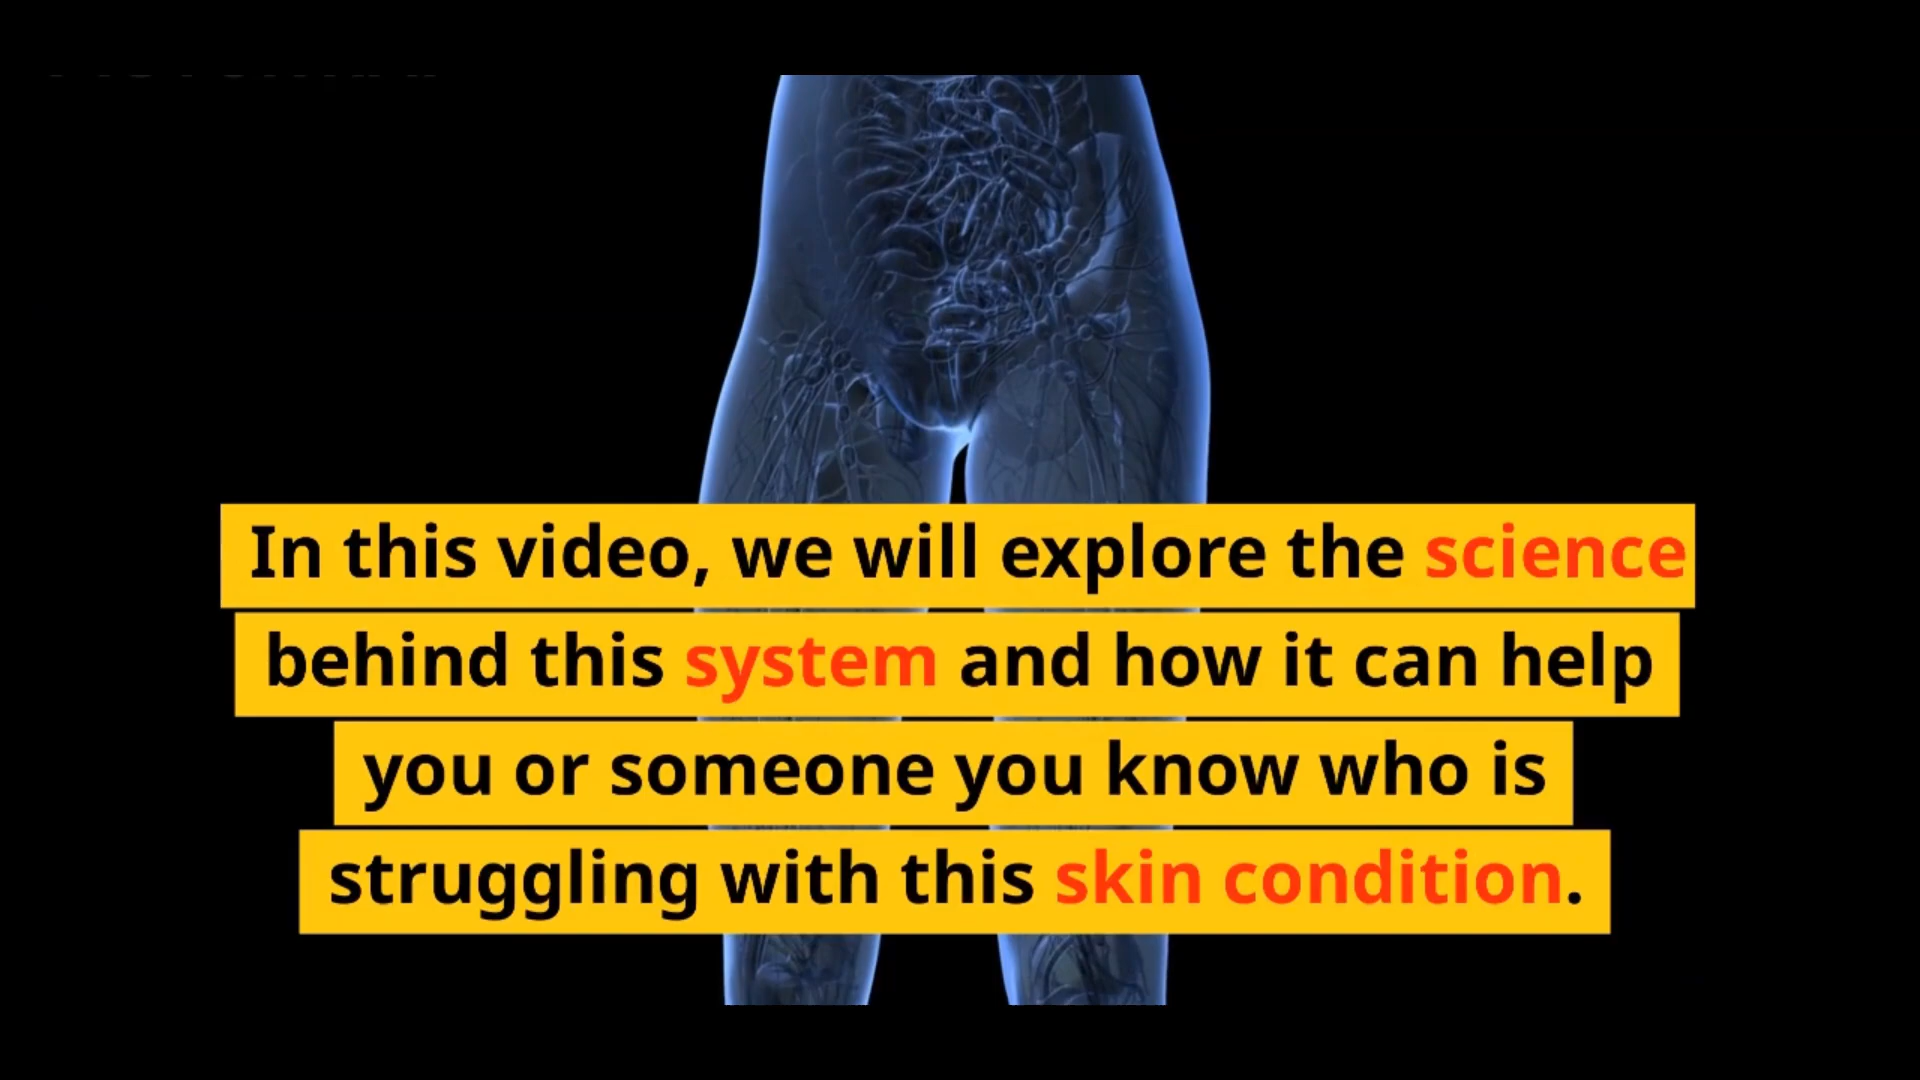 In this video, we will explore the science
behind this system and how it can help
you or someone you know who is
struggling with this skin condition.